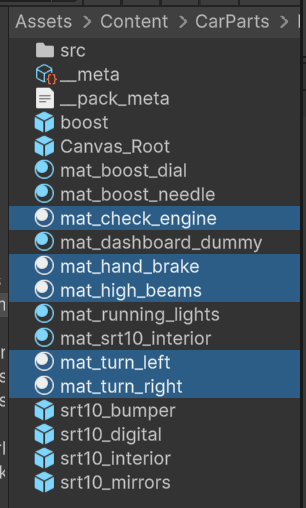 Assets > Content > CarParts >
src
__meta
__pack_meta
boost
Canvas_Root
mat_boost_dial
mat_boost_needle
mat_check_engine
mat_dashboard_dummy
mat_hand_brake
mat_high_beams
mat_running_lights
mat_srt10_interior
mat_turn_left
mat_turn_right
srt10_bumper
srt10_digital
srt10_interior
srt10_mirrors